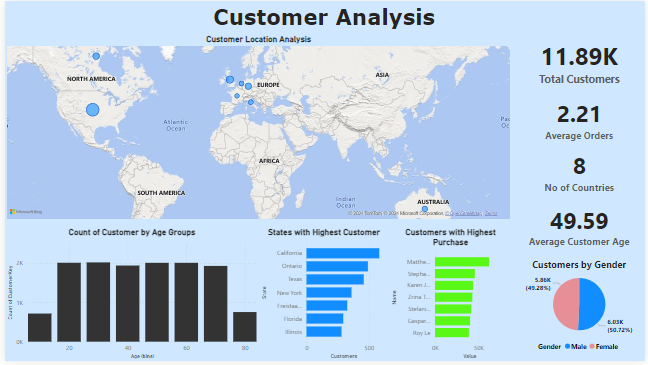 Customer Analysis
Customer Location Analysis
NORTH AMERICA
EUROPE
ASIA
Atlantic
Ocean
AFRICA
SOUTH AMERICA
Indian
Ocean
AUSTRALIA
Microsoft Bing
© 2024 TomTom, © 2024 Microsoft Corporation, © OpenStreetMap Terms
11.89K
Total Customers
2.21
Average Orders
8
No of Countries
49.59
Average Customer Age
Count of Customer by Age Groups
Count of CustomerKey
2K
1K
0K
20
40
60
80
Age (bins)
States with Highest Customer
State
California
Ontario
Texas
New York
Freistaa...
Florida
Illinois
0
500
Customers
Customers with Highest
Purchase
Name
Matthe...
Stepha...
Karen J...
Zrina T...
Stefani...
Gaspar...
Roy Le
0K
50K
Value
Customers by Gender
5.86K
(49.28%)
6.03K
(50.72%)
Gender Male Female